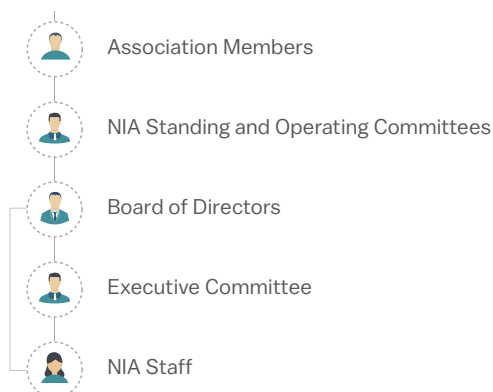 Association Members
NIA Standing and Operating Committees
Board of Directors
Executive Committee
NIA Staff